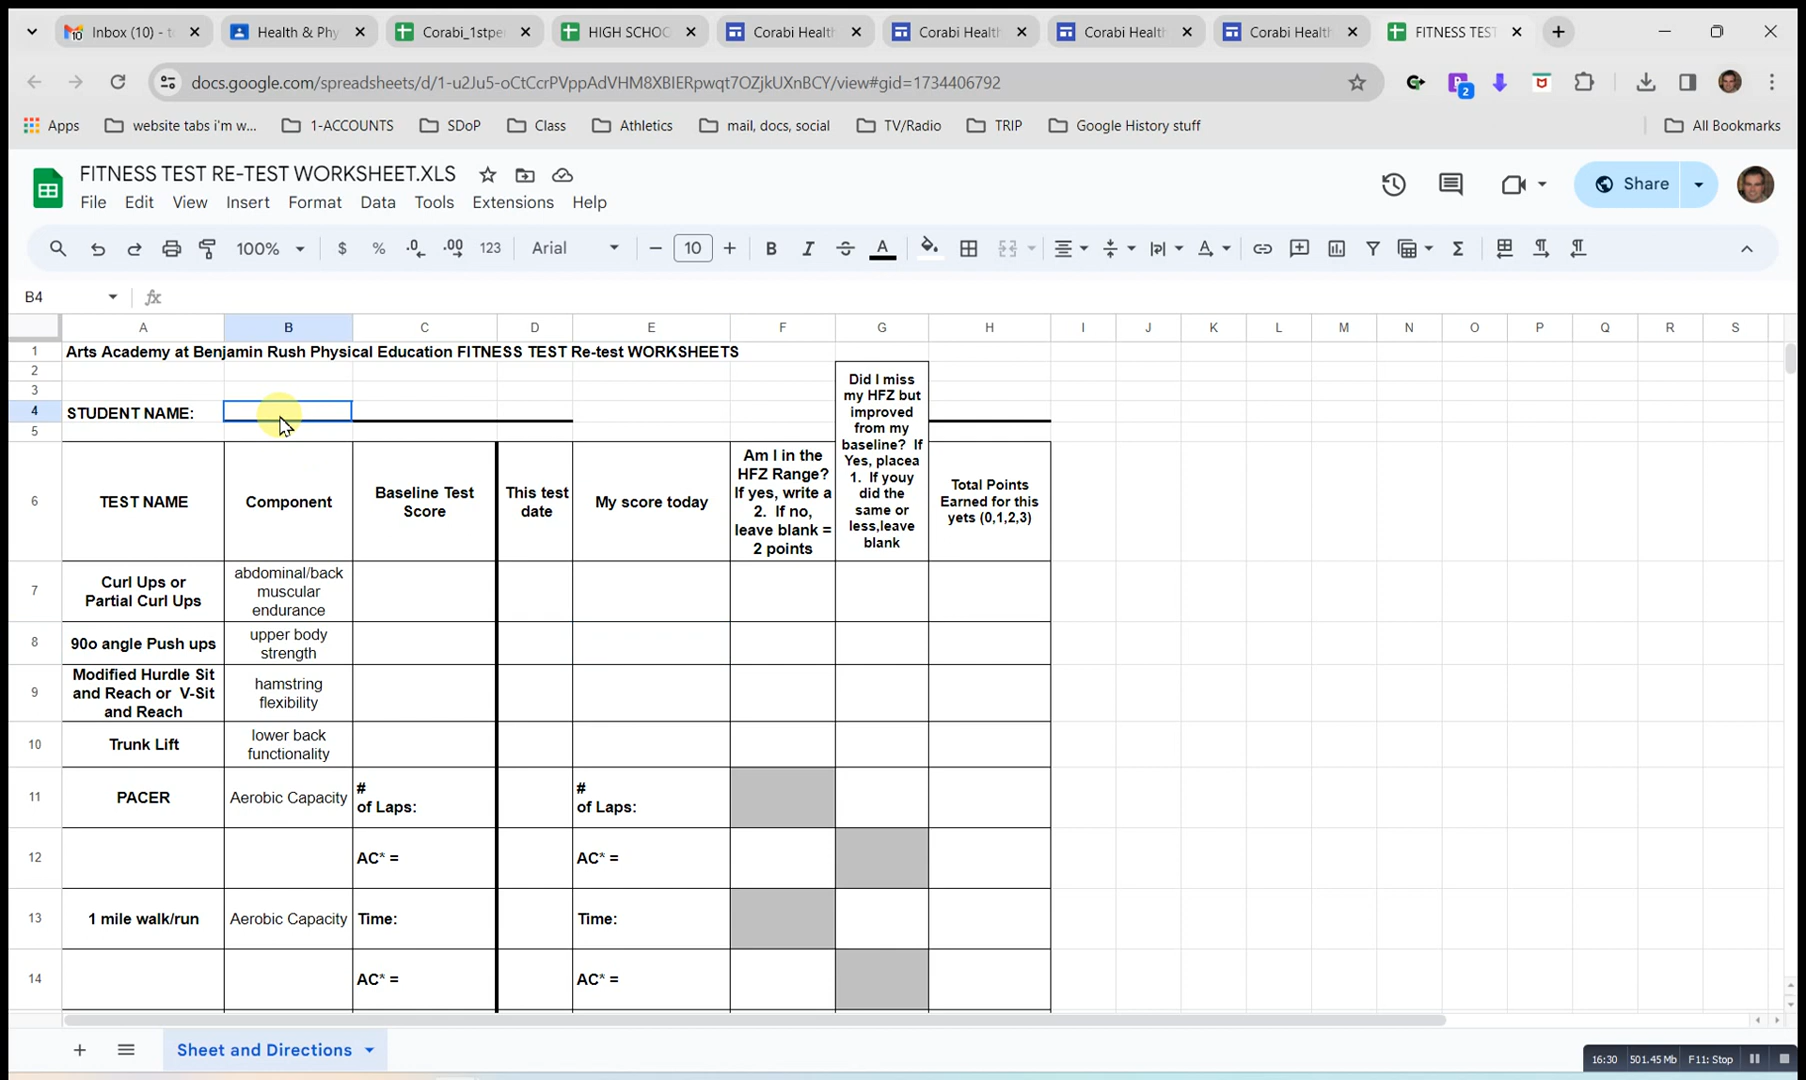 Inbox (10) - t
Health & Phy
Corabi_1stpe
HIGH SCHOO
Corabi Health
Corabi Healt
Corabi Healt
Corabi Healt
FITNESS TEST
docs.google.com/spreadsheets/d/1-u2Ju5-oCtCcrPVppAdVHM8XBIERpwqt7OZjkUXnBCY/view#gid=1734406792
2
Apps
website tabs i'm w...
1-ACCOUNTS
SDoP
Class
Athletics
mail, docs, social
TV/Radio
TRIP
Google History stuff
All Bookmarks
FITNESS TEST RE-TEST WORKSHEET.XLS
File Edit View Insert Format Data Tools Extensions Help
Share
100% $ % .0 .00 123 Arial 10 B I A
B4 fx
A B C D E F G H I J K L M N O P Q R S
1 Arts Academy at Benjamin Rush Physical Education FITNESS TEST Re-test WORKSHEETS
2
3
4 STUDENT NAME:
5
6
TEST NAME
Component
Baseline Test
Score
This test
date
My score today
Am I in the
HFZ Range?
If yes, write a
2. If no,
leave blank =
2 points
Did I miss
my HFZ but
improved
from my
baseline? If
Yes, placea
1. If youy
did the
same or
less,leave
blank
Total Points
Earned for this
yets (0,1,2,3)
7
Curl Ups or
Partial Curl Ups
abdominal/back
muscular
endurance
8
90o angle Push ups
upper body
strength
9
Modified Hurdle Sit
and Reach or V-Sit
and Reach
hamstring
flexibility
10
Trunk Lift
lower back
functionality
11
PACER
Aerobic Capacity
#
of Laps:
#
of Laps:
12
AC* =
AC* =
13
1 mile walk/run
Aerobic Capacity
Time:
Time:
14
AC* =
AC* =
Sheet and Directions
16:30 501.45 Mb F11: Stop